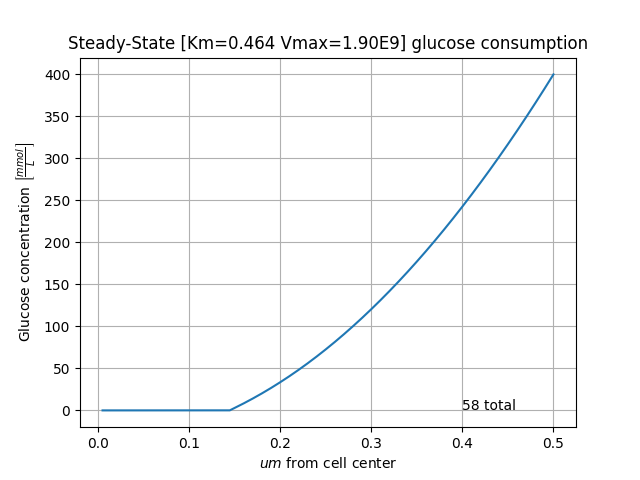 Steady-State [Km=0.464 Vmax=1.90E9] glucose consumption
Glucose concentration [mmol/L]
400
350
300
250
200
150
100
50
0
58 total
0.0 0.1 0.2 0.3 0.4 0.5
um from cell center